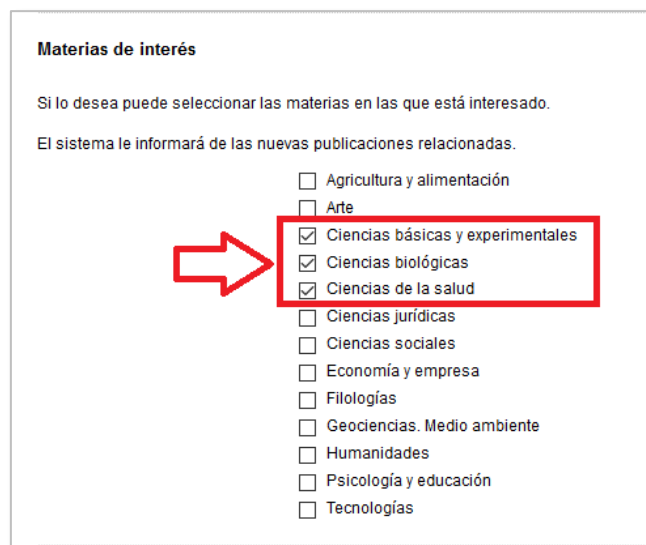 Materias de interés
Si lo desea puede seleccionar las materias en las que está interesado.
El sistema le informará de las nuevas publicaciones relacionadas.
Agricultura y alimentación
Arte
Ciencias básicas y experimentales
Ciencias biológicas
Ciencias de la salud
Ciencias jurídicas
Ciencias sociales
Economía y empresa
Filologías
Geociencias. Medio ambiente
Humanidades
Psicología y educación
Tecnologías